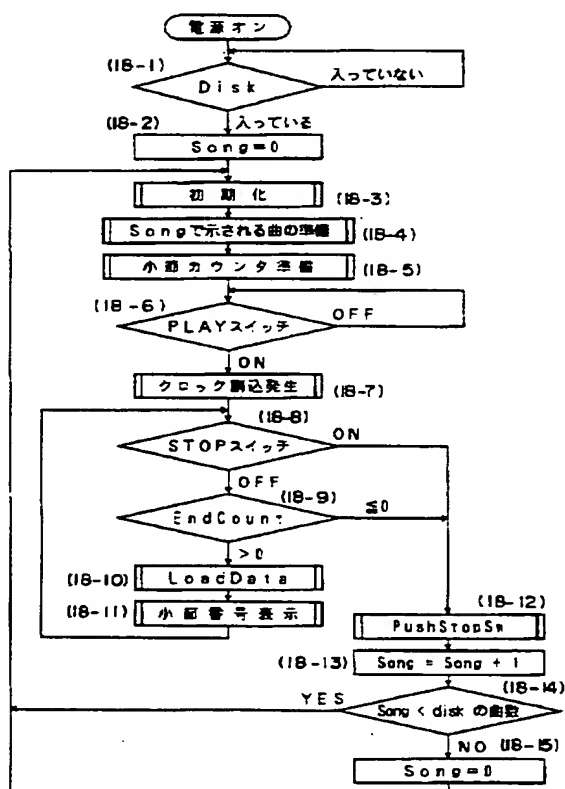 電源オン
(18-1)
Disk
入っていない
(18-2)
入っている
Song=0
初期化
(18-3)
Songで示される曲の準備
(18-4)
小節カウンタ準備
(18-5)
(18-6)
PLAYスイッチ
OFF
ON
クロック割込発生
(18-7)
(18-8)
STOPスイッチ
ON
OFF
(18-9)
EndCount
≦0
>0
(18-10)
LoadData
(18-11)
小節番号表示
(18-12)
PushStopSw
(18-13)
Song = Song + 1
(18-14)
YES
Song < disk の曲数
NO
(18-15)
Song=0